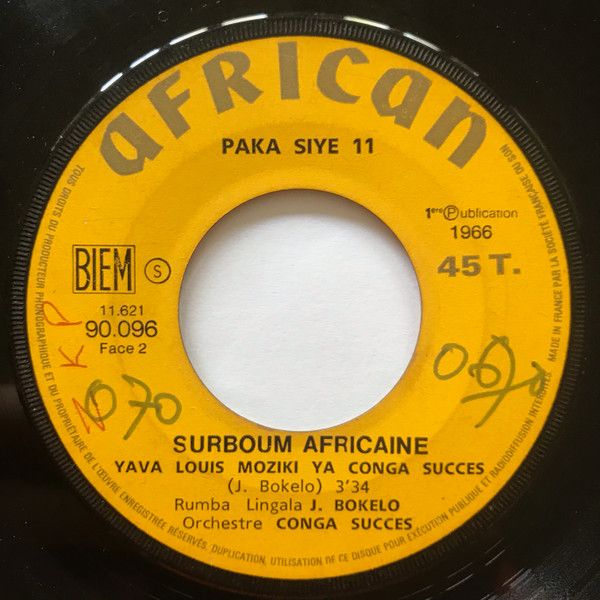 aFRICan
PAKA SIYE 11
1ère Ⓟublication
1966
45 T.
BIEM S
11.621
90.096
Face 2
N K P
070
SURBOUM AFRICAINE
YAVA LOUIS MOZIKI YA CONGA SUCCES
(J. Bokelo) 3'34
Rumba Lingala J. BOKELO
Orchestre CONGA SUCCES
TOUS DROITS DU PRODUCTEUR PHONOGRAPHIQUE ET DU PROPRIÉTAIRE DE L'ŒUVRE ENREGISTRÉE RÉSERVÉS. DUPLICATION, UTILISATION DE CE DISQUE POUR EXÉCUTION PUBLIQUE ET RADIODIFFUSION INTERDITES. MADE IN FRANCE PAR LA SOCIÉTÉ FRANÇAISE DU SON